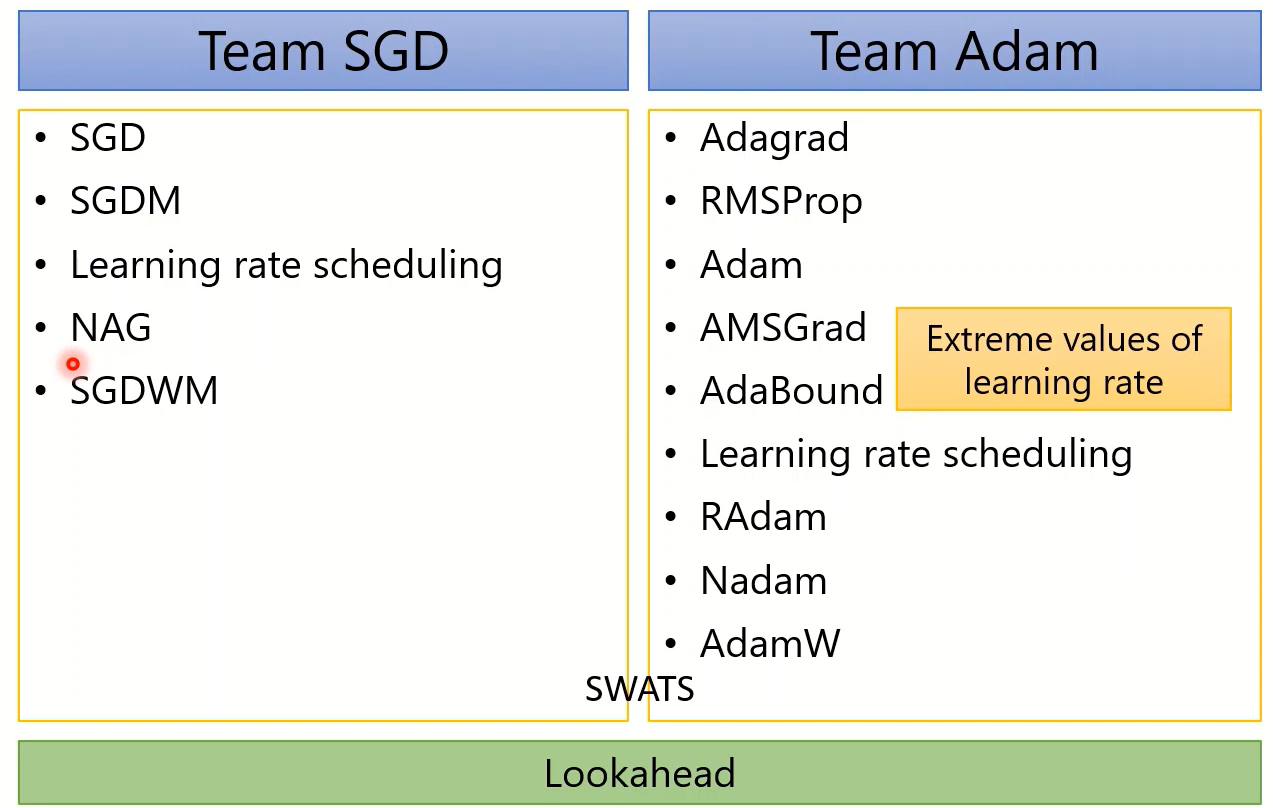 Team SGD
• SGD
• SGDM
• Learning rate scheduling
• NAG
• SGDWM
Team Adam
• Adagrad
• RMSProp
• Adam
• AMSGrad
• AdaBound
Extreme values of
learning rate
• Learning rate scheduling
• RAdam
• Nadam
• AdamW
SWATS
Lookahead